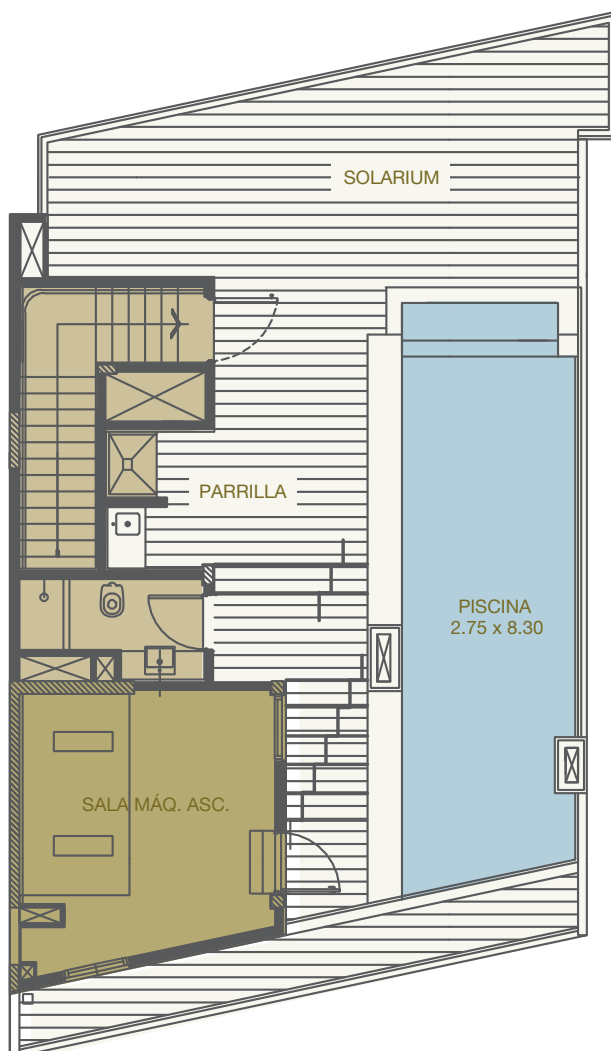 SOLARIUM
PARRILLA
PISCINA
2.75 x 8.30
SALA MÁQ. ASC.